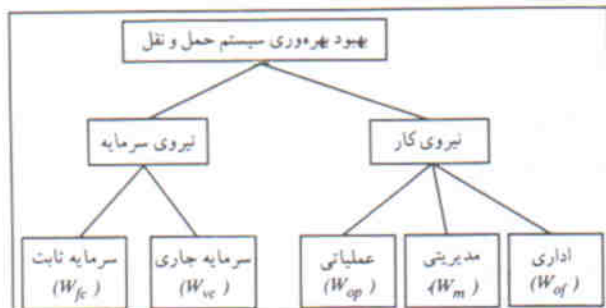 بهبود بهره‌وری سیستم حمل و نقل
نیروی کار
نیروی سرمایه
اداری
(W_of)
مدیریتی
(W_m)
عملیاتی
(W_op)
سرمایه جاری
(W_vc)
سرمایه ثابت
(W_fc)